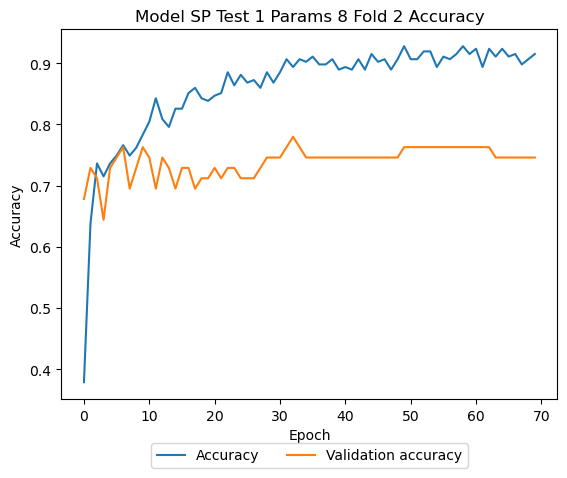 Model SP Test 1 Params 8 Fold 2 Accuracy
Accuracy
0.9
0.8
0.7
0.6
0.5
0.4
0 10 20 30 40 50 60 70
Epoch
Accuracy Validation accuracy